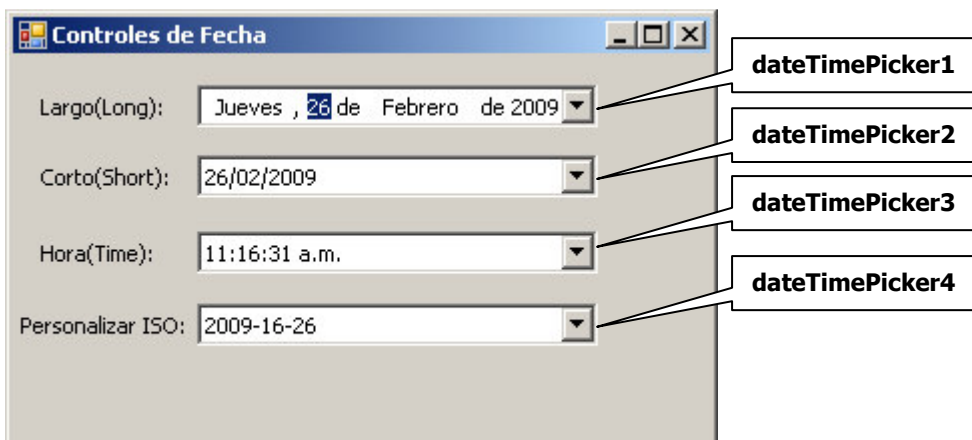 Controles de Fecha
dateTimePicker1
Largo(Long): Jueves , 26 de Febrero de 2009
dateTimePicker2
Corto(Short): 26/02/2009
dateTimePicker3
Hora(Time): 11:16:31 a.m.
dateTimePicker4
Personalizar ISO: 2009-16-26